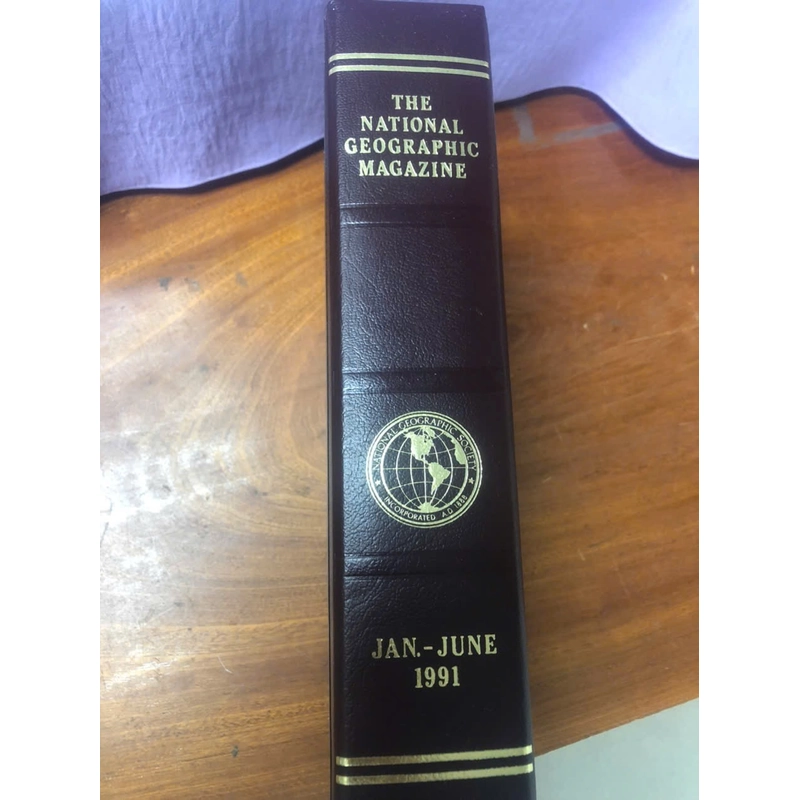 THE
NATIONAL
GEOGRAPHIC
MAGAZINE
NATIONAL GEOGRAPHIC SOCIETY
INCORPORATED A.D. 1888
JAN.-JUNE
1991